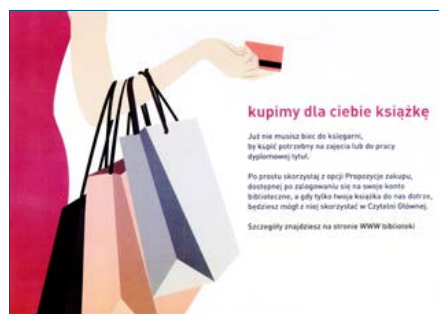 kupimy dla ciebie książkę
Już nie musisz biec do księgarni,
by kupić potrzebny na zajęcia lub do pracy
dyplomowej tytuł.
Po prostu skorzystaj z opcji Propozycje zakupu,
dostępnej po zalogowaniu się na swoje konto
biblioteczne, a gdy tylko twoja książka do nas dotrze,
będziesz mógł z niej skorzystać w Czytelni Głównej.
Szczegóły znajdziesz na stronie WWW biblioteki